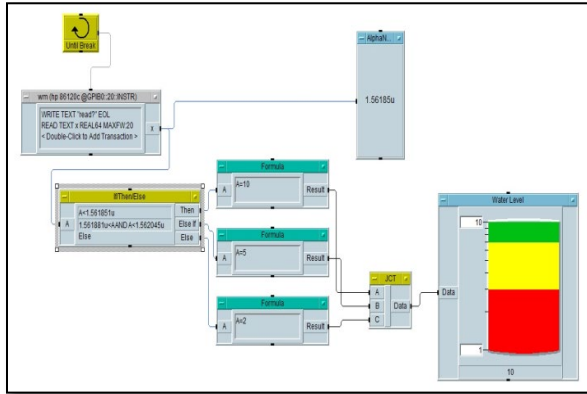 Until Break
wm (hp 86120c @GPIB0::20::INSTR)
WRITE TEXT "read?" EOL
READ TEXT x REAL64 MAXFW:20
< Double-Click to Add Transaction >
x
AlphaN...
1.56185u
If/Then/Else
A
A<1.561851u
1.561881u<AAND A<1.562045u
Else
Then
Else If
Else
Formula
A
A=10
Result
Formula
A
A=5
Result
Formula
A
A=2
Result
JCT
A
B
C
Data
Water Level
Data
10
1
10